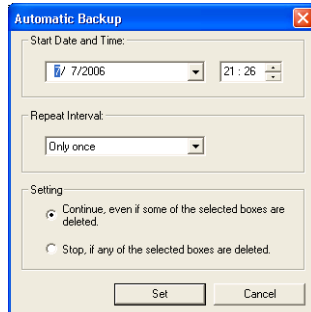 Automatic Backup
Start Date and Time:
7/ 7/2006
21 : 26
Repeat Interval:
Only once
Setting
Continue, even if some of the selected boxes are
deleted.
Stop, if any of the selected boxes are deleted.
Set
Cancel